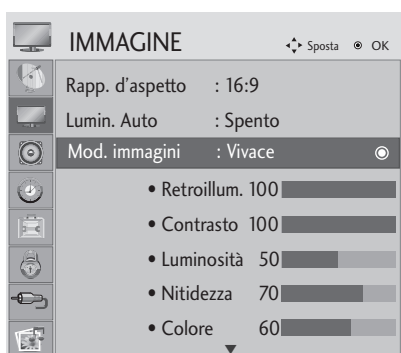 IMMAGINE Sposta OK
Rapp. d'aspetto : 16:9
Lumin. Auto : Spento
Mod. immagini : Vivace
• Retroillum. 100
• Contrasto 100
• Luminosità 50
• Nitidezza 70
• Colore 60